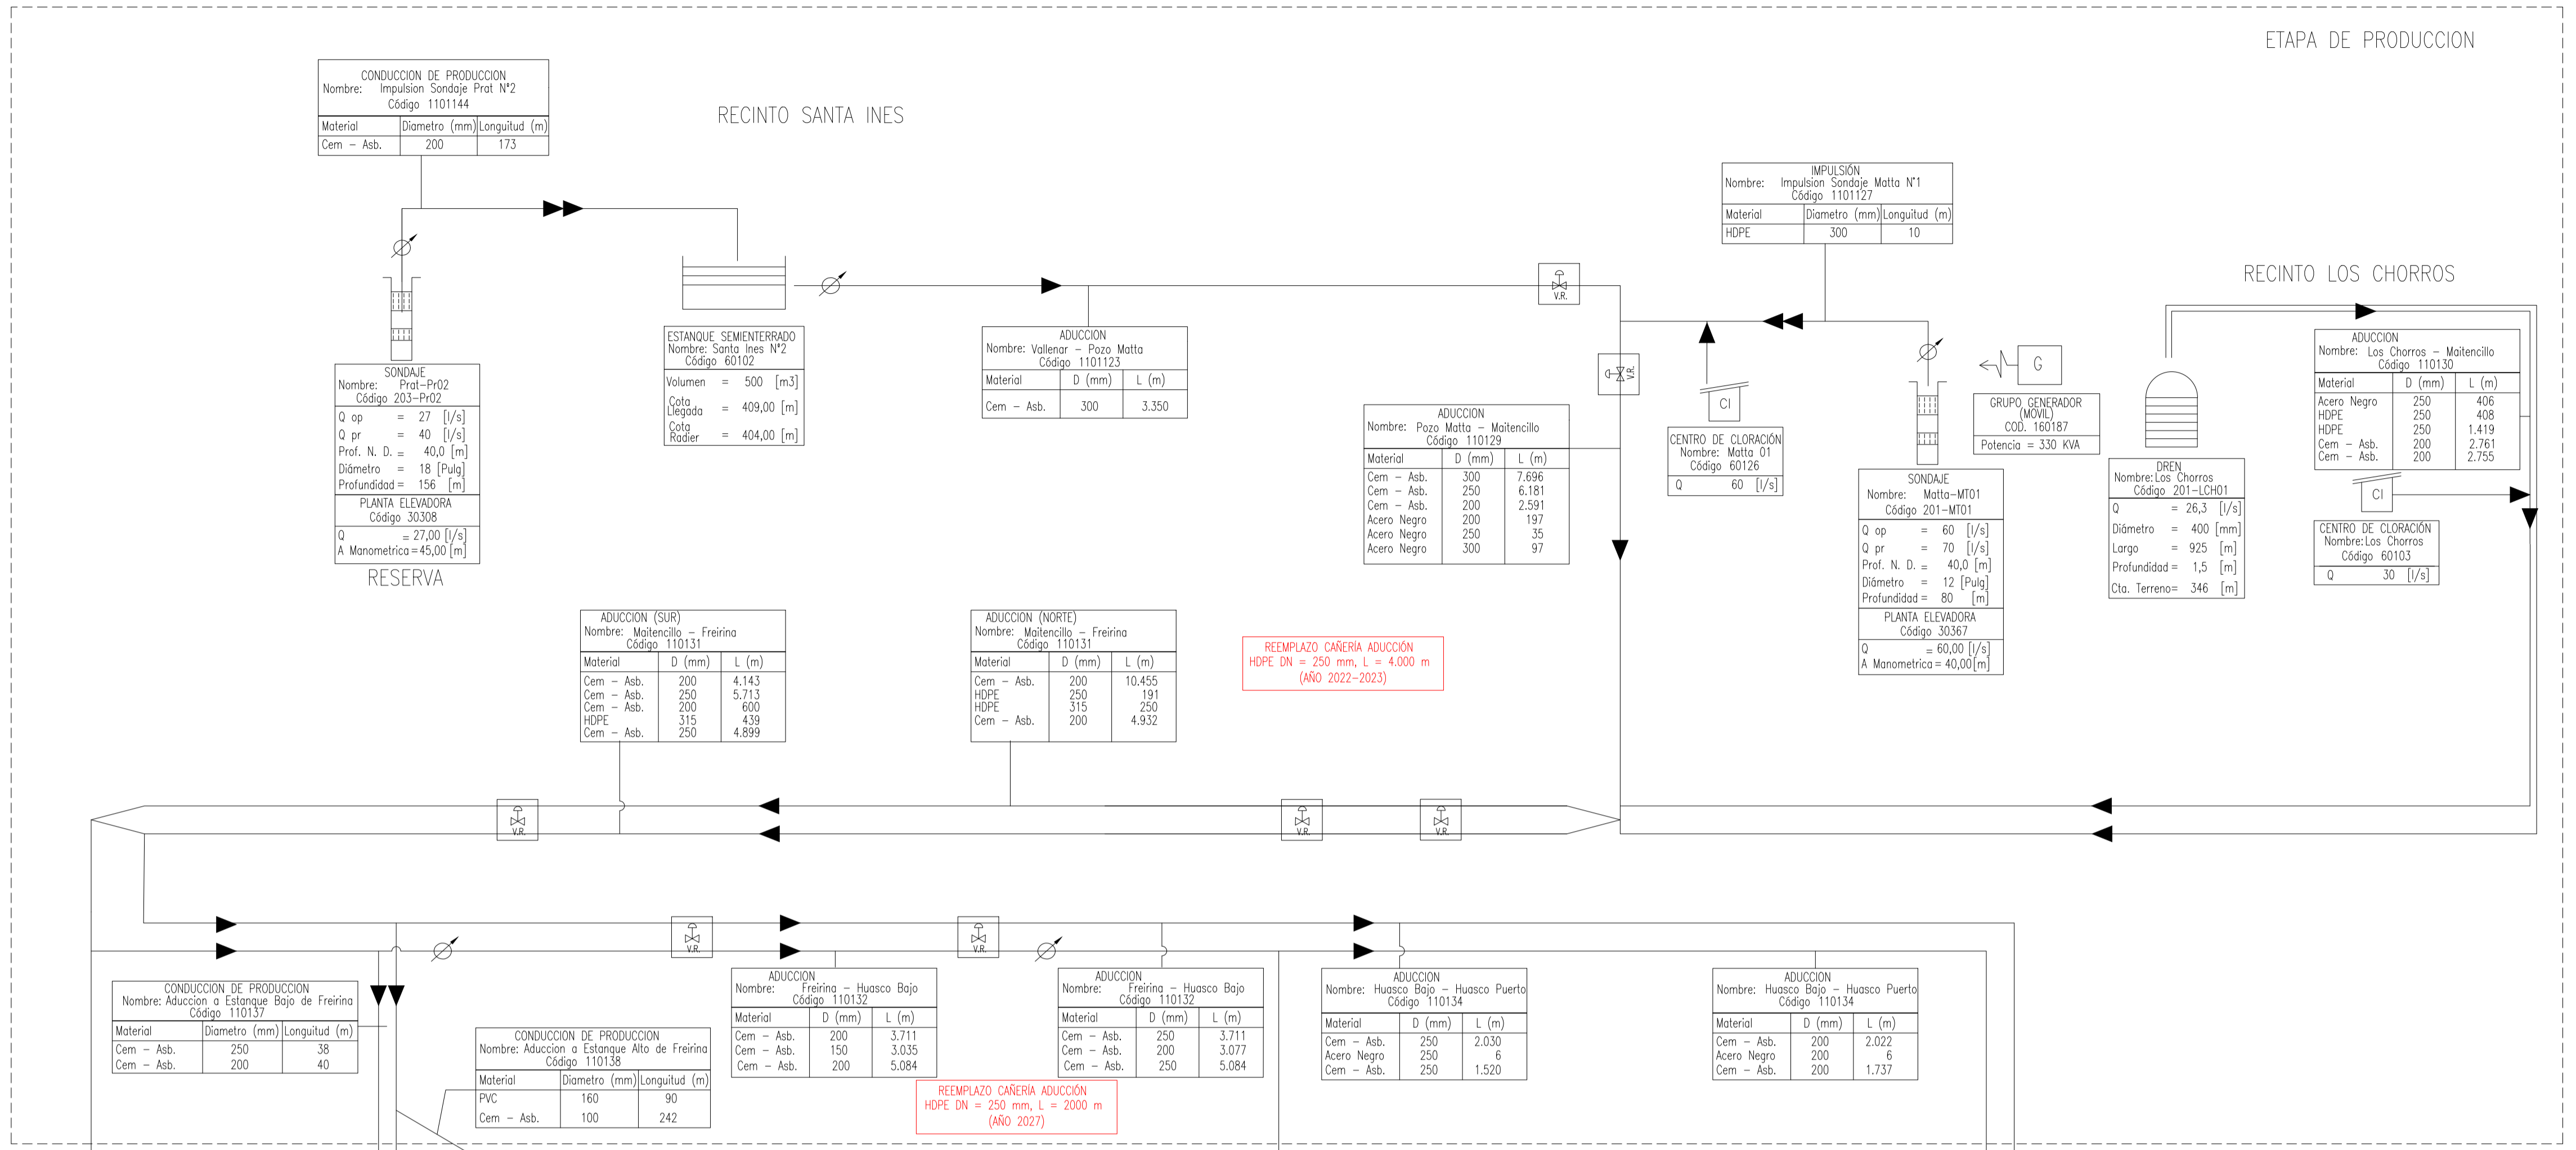 ETAPA DE PRODUCCION
CONDUCCION DE PRODUCCION
Nombre: Impulsion Sondaje Prat N°2
Código 1101144
Material Diametro (mm) Longuitud (m)
Cem - Asb. 200 173
RECINTO SANTA INES
IMPULSIÓN
Nombre: Impulsion Sondaje Matta N°1
Código 1101127
Material Diametro (mm) Longuitud (m)
HDPE 300 10
RECINTO LOS CHORROS
V.R.
V.R.
SONDAJE
Nombre: Prat-Pr02
Código 203-Pr02
Q op = 27 [l/s]
Q pr = 40 [l/s]
Prof. N. D. = 40,0 [m]
Diámetro = 18 [Pulg]
Profundidad = 156 [m]
PLANTA ELEVADORA
Código 30308
Q = 27,00 [l/s]
A Manometrica = 45,00 [m]
RESERVA
ESTANQUE SEMIENTERRADO
Nombre: Santa Ines N°2
Código 60102
Volumen = 500 [m3]
Cota Llegada = 409,00 [m]
Cota Radier = 404,00 [m]
ADUCCION
Nombre: Vallenar - Pozo Matta
Código 1101123
Material D (mm) L (m)
Cem - Asb. 300 3.350
ADUCCION
Nombre: Pozo Matta - Maitencillo
Código 110129
Material D (mm) L (m)
Cem - Asb. 300 7.696
Cem - Asb. 250 6.181
Cem - Asb. 200 2.591
Acero Negro 200 197
Acero Negro 250 35
Acero Negro 300 97
Cl
CENTRO DE CLORACIÓN
Nombre: Matta 01
Código 60126
Q 60 [l/s]
G
GRUPO GENERADOR
(MOVIL)
COD. 160187
Potencia = 330 KVA
SONDAJE
Nombre: Matta-MT01
Código 201-MT01
Q op = 60 [l/s]
Q pr = 70 [l/s]
Prof. N. D. = 40,0 [m]
Diámetro = 12 [Pulg]
Profundidad = 80 [m]
PLANTA ELEVADORA
Código 30367
Q = 60,00 [l/s]
A Manometrica = 40,00 [m]
DREN
Nombre: Los Chorros
Código 201-LCH01
Q = 26,3 [l/s]
Diámetro = 400 [mm]
Largo = 925 [m]
Profundidad = 1,5 [m]
Cta. Terreno= 346 [m]
ADUCCION
Nombre: Los Chorros - Maitencillo
Código 110130
Material D (mm) L (m)
Acero Negro 250 406
HDPE 250 408
HDPE 250 1.419
Cem - Asb. 200 2.761
Cem - Asb. 200 2.755
Cl
CENTRO DE CLORACIÓN
Nombre: Los Chorros
Código 60103
Q 30 [l/s]
ADUCCION (SUR)
Nombre: Maitencillo - Freirina
Código 110131
Material D (mm) L (m)
Cem - Asb. 200 4.143
Cem - Asb. 250 5.713
Cem - Asb. 200 600
HDPE 315 439
Cem - Asb. 250 4.899
ADUCCION (NORTE)
Nombre: Maitencillo - Freirina
Código 110131
Material D (mm) L (m)
Cem - Asb. 200 10.455
HDPE 250 191
HDPE 315 250
Cem - Asb. 200 4.932
REEMPLAZO CAÑERÍA ADUCCIÓN
HDPE DN = 250 mm, L = 4.000 m
(AÑO 2022-2023)
V.R.
V.R.
V.R.
V.R.
V.R.
CONDUCCION DE PRODUCCION
Nombre: Aduccion a Estanque Bajo de Freirina
Código 110137
Material Diametro (mm) Longuitud (m)
Cem - Asb. 250 38
Cem - Asb. 200 40
CONDUCCION DE PRODUCCION
Nombre: Aduccion a Estanque Alto de Freirina
Código 110138
Material Diametro (mm) Longuitud (m)
PVC 160 90
Cem - Asb. 100 242
ADUCCION
Nombre: Freirina - Huasco Bajo
Código 110132
Material D (mm) L (m)
Cem - Asb. 200 3.711
Cem - Asb. 150 3.035
Cem - Asb. 200 5.084
ADUCCION
Nombre: Freirina - Huasco Bajo
Código 110132
Material D (mm) L (m)
Cem - Asb. 250 3.711
Cem - Asb. 200 3.077
Cem - Asb. 250 5.084
REEMPLAZO CAÑERÍA ADUCCIÓN
HDPE DN = 250 mm, L = 2000 m
(AÑO 2027)
ADUCCION
Nombre: Huasco Bajo - Huasco Puerto
Código 110134
Material D (mm) L (m)
Cem - Asb. 250 2.030
Acero Negro 250 6
Cem - Asb. 250 1.520
ADUCCION
Nombre: Huasco Bajo - Huasco Puerto
Código 110134
Material D (mm) L (m)
Cem - Asb. 200 2.022
Acero Negro 200 6
Cem - Asb. 200 1.737